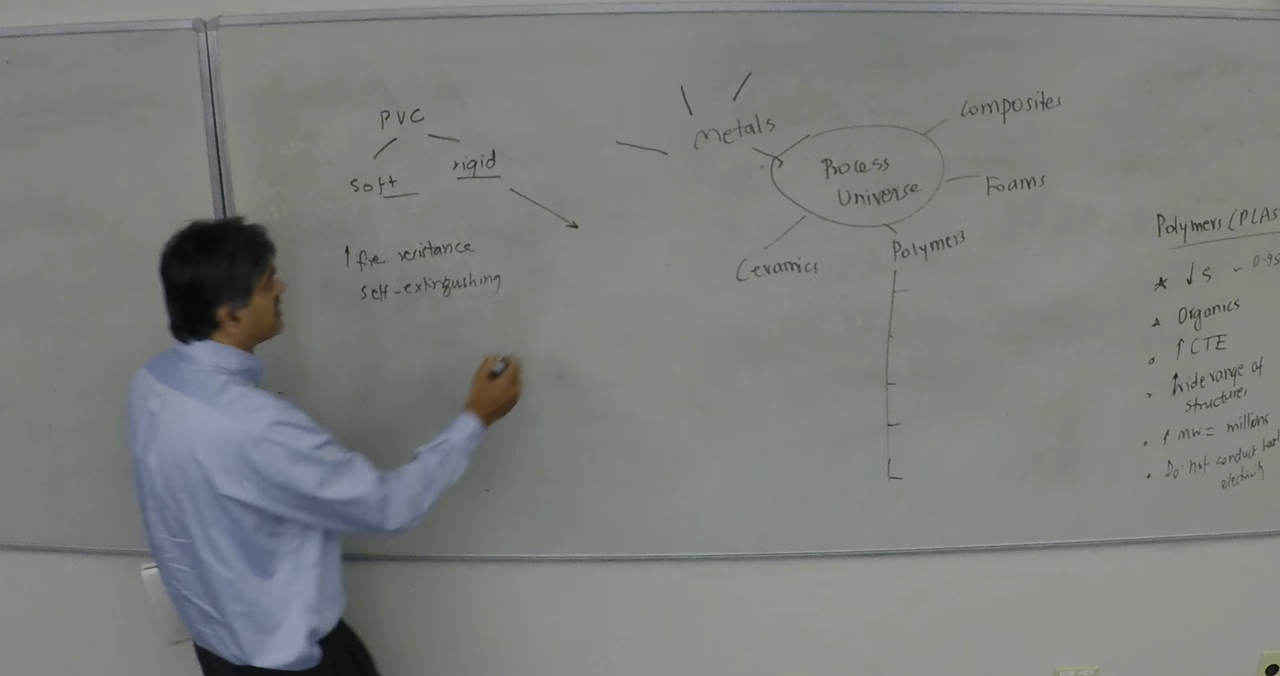 PVC
soft
rigid
↑ fire resistance
self-extinguishing
Metals
Process
Universe
Composites
Foams
Polymers
Ceramics
Polymers (PLAS
* ↓ S ~ 0.95
Organics
↑ CTE
wide range of
structures
↑ MW = millions
Do not conduct heat